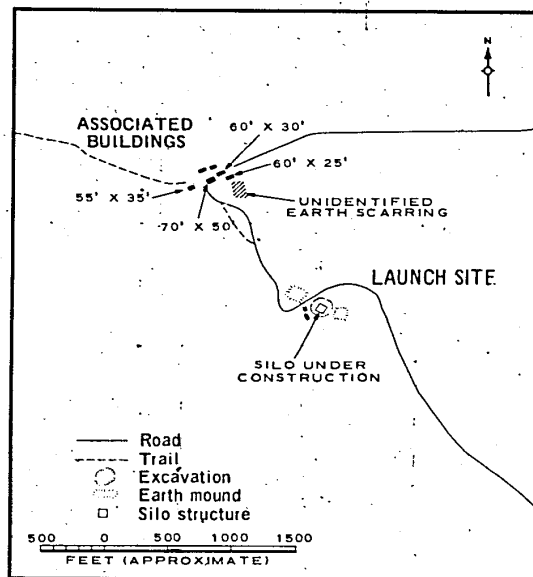 N
ASSOCIATED
BUILDINGS
60' X 30'
60' X 25'
55' X 35'
70' X 50'
UNIDENTIFIED
EARTH SCARRING
LAUNCH SITE
SILO UNDER
CONSTRUCTION
Road
Trail
Excavation
Earth mound
Silo structure
500 0 500 1000 1500
FEET (APPROXIMATE)